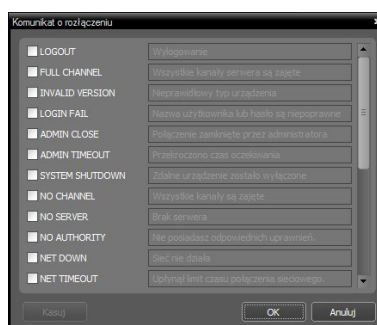 Komunikat o rozłączeniu
LOGOUT Wylogowanie
FULL CHANNEL Wszystkie kanały serwera są zajęte
INVALID VERSION Nieprawidłowy typ urządzenia
LOGIN FAIL Nazwa użytkownika lub hasło są niepoprawne
ADMIN CLOSE Połączenie zamknięte przez administratora
ADMIN TIMEOUT Przekroczono czas oczekiwania
SYSTEM SHUTDOWN Zdalne urządzenie zostało wyłączone
NO CHANNEL Wszystkie kanały są zajęte
NO SERVER Brak serwera
NO AUTHORITY Nie posiadasz odpowiednich uprawnień.
NET DOWN Sieć nie działa
NET TIMEOUT Upłynął limit czasu połączenia sieciowego.
Kasuj OK Anuluj